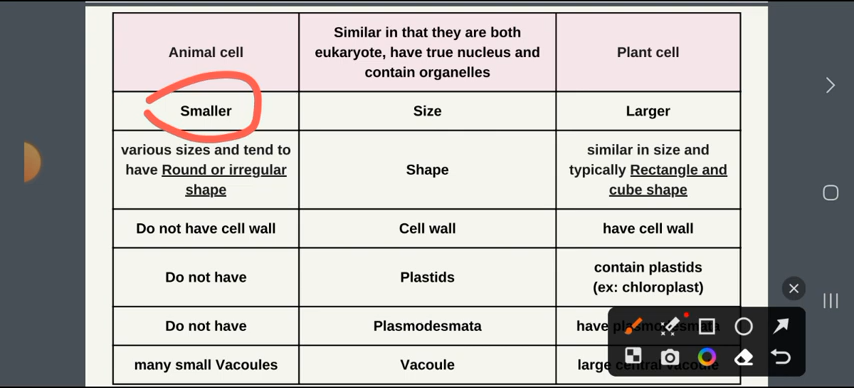 Animal cell
Similar in that they are both
eukaryote, have true nucleus and
contain organelles
Plant cell
Smaller
Size
Larger
various sizes and tend to
have Round or irregular
shape
Shape
similar in size and
typically Rectangle and
cube shape
Do not have cell wall
Cell wall
have cell wall
Do not have
Plastids
contain plastids
(ex: chloroplast)
Do not have
Plasmodesmata
have plasmodesmata
many small Vacoules
Vacoule
large central vacoule